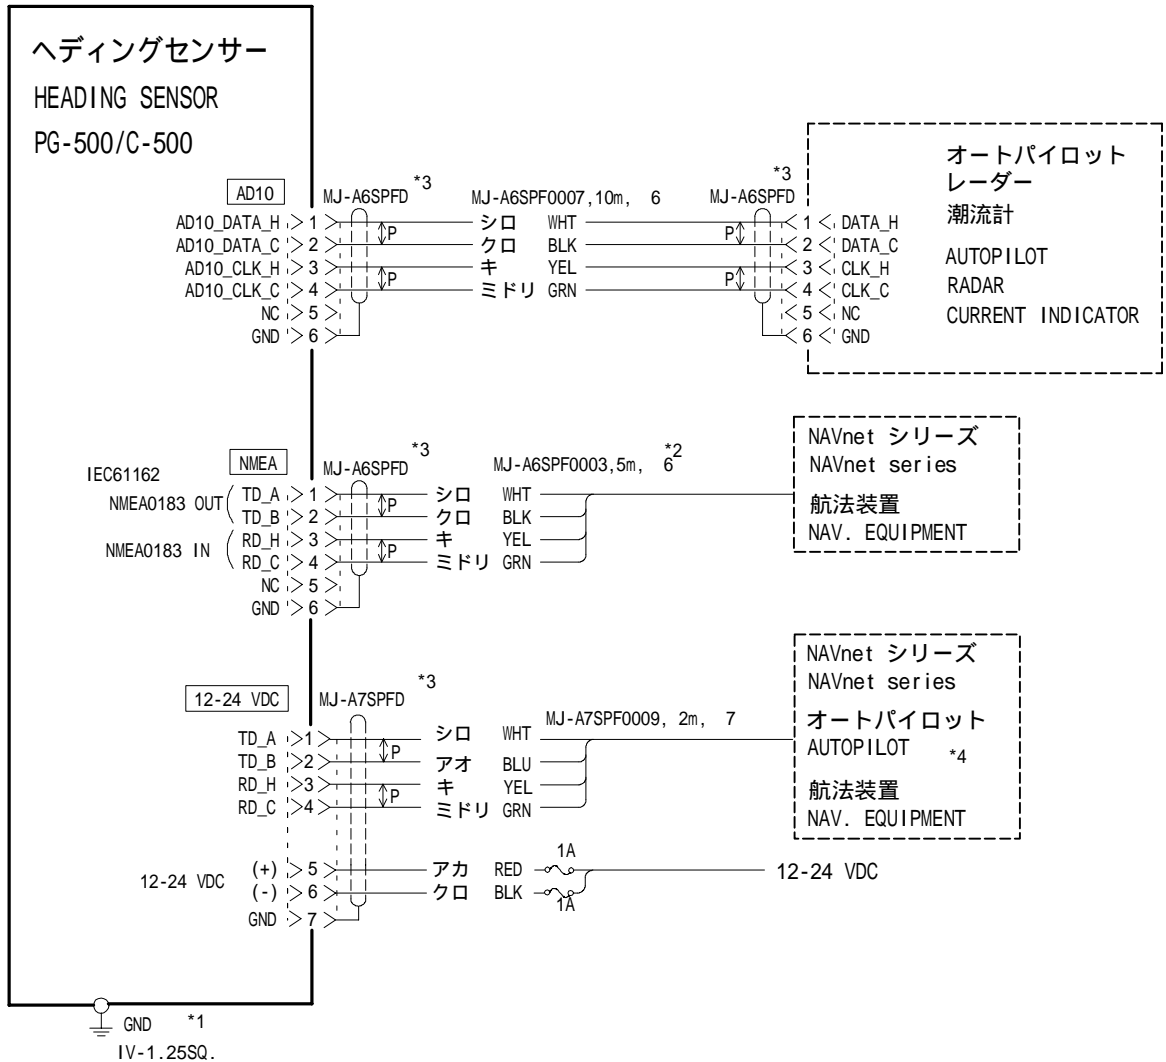 ヘディングセンサー
HEADING SENSOR
PG-500/C-500
AD10
MJ-A6SPFD *3
MJ-A6SPF0007,10m, 6
MJ-A6SPFD *3
AD10_DATA_H 1 シロ WHT 1 DATA_H
P P
AD10_DATA_C 2 クロ BLK 2 DATA_C
AD10_CLK_H 3 キ YEL 3 CLK_H
P P
AD10_CLK_C 4 ミドリ GRN 4 CLK_C
NC 5 5 NC
GND 6 6 GND
オートパイロット
レーダー
潮流計
AUTOPILOT
RADAR
CURRENT INDICATOR
IEC61162
NMEA
MJ-A6SPFD *3
MJ-A6SPF0003,5m, 6 *2
NMEA0183 OUT
TD_A 1 シロ WHT
P
TD_B 2 クロ BLK
NMEA0183 IN
RD_H 3 キ YEL
P
RD_C 4 ミドリ GRN
NC 5
GND 6
NAVnet シリーズ
NAVnet series
航法装置
NAV. EQUIPMENT
12-24 VDC
MJ-A7SPFD *3
MJ-A7SPF0009, 2m, 7
TD_A 1 シロ WHT
P
TD_B 2 アオ BLU
RD_H 3 キ YEL
P
RD_C 4 ミドリ GRN
NAVnet シリーズ
NAVnet series
オートパイロット
AUTOPILOT *4
航法装置
NAV. EQUIPMENT
12-24 VDC
(+) 5 アカ RED 1A
(-) 6 クロ BLK 1A
12-24 VDC
GND 7
GND *1
IV-1.25SQ.